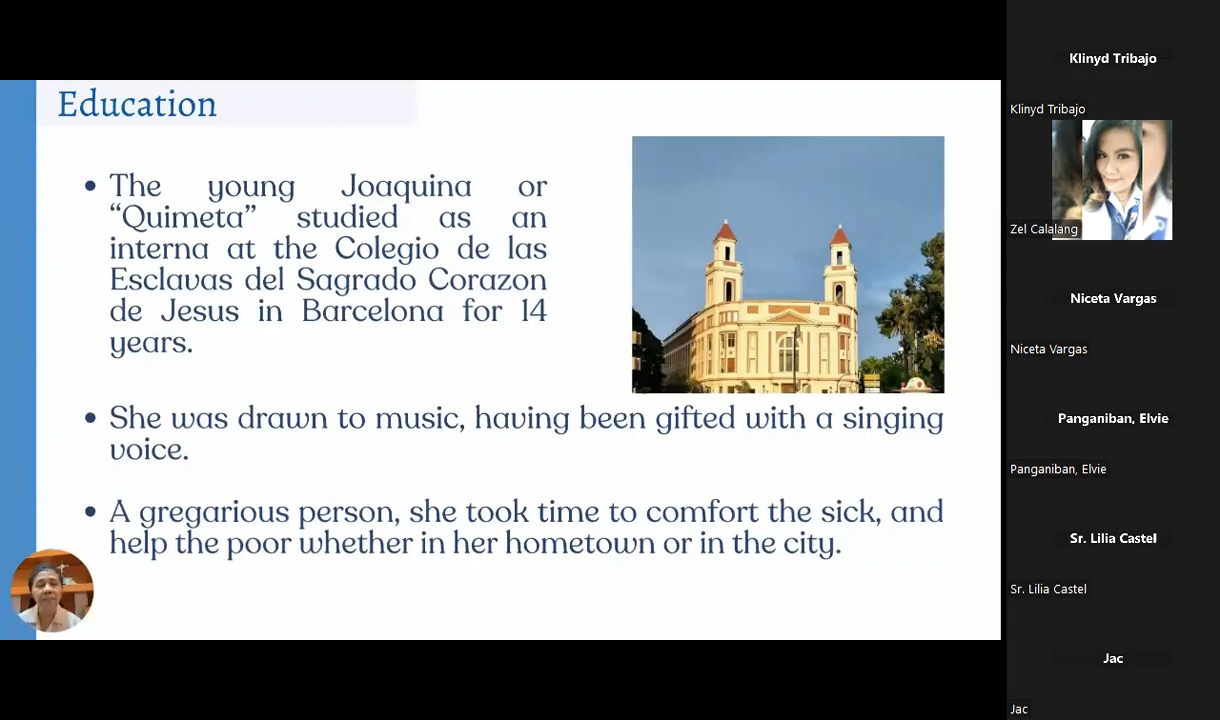 Education
• The young Joaquina or
“Quimeta” studied as an
interna at the Colegio de las
Esclavas del Sagrado Corazon
de Jesus in Barcelona for 14
years.
• She was drawn to music, having been gifted with a singing
voice.
• A gregarious person, she took time to comfort the sick, and
help the poor whether in her hometown or in the city.
Klinyd Tribajo
Klinyd Tribajo
Zel Calalang
Niceta Vargas
Niceta Vargas
Panganiban, Elvie
Panganiban, Elvie
Sr. Lilia Castel
Sr. Lilia Castel
Jac
Jac